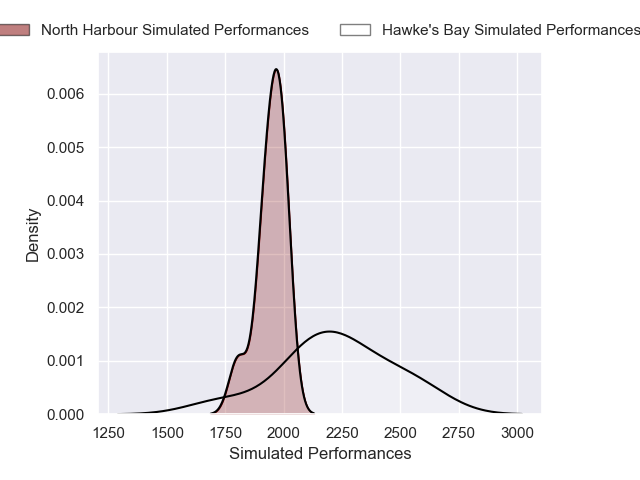 North Harbour Simulated Performances
Hawke's Bay Simulated Performances
0.006
0.005
0.004
0.003
0.002
0.001
0.000
Density
1250 1500 1750 2000 2250 2500 2750 3000
Simulated Performances